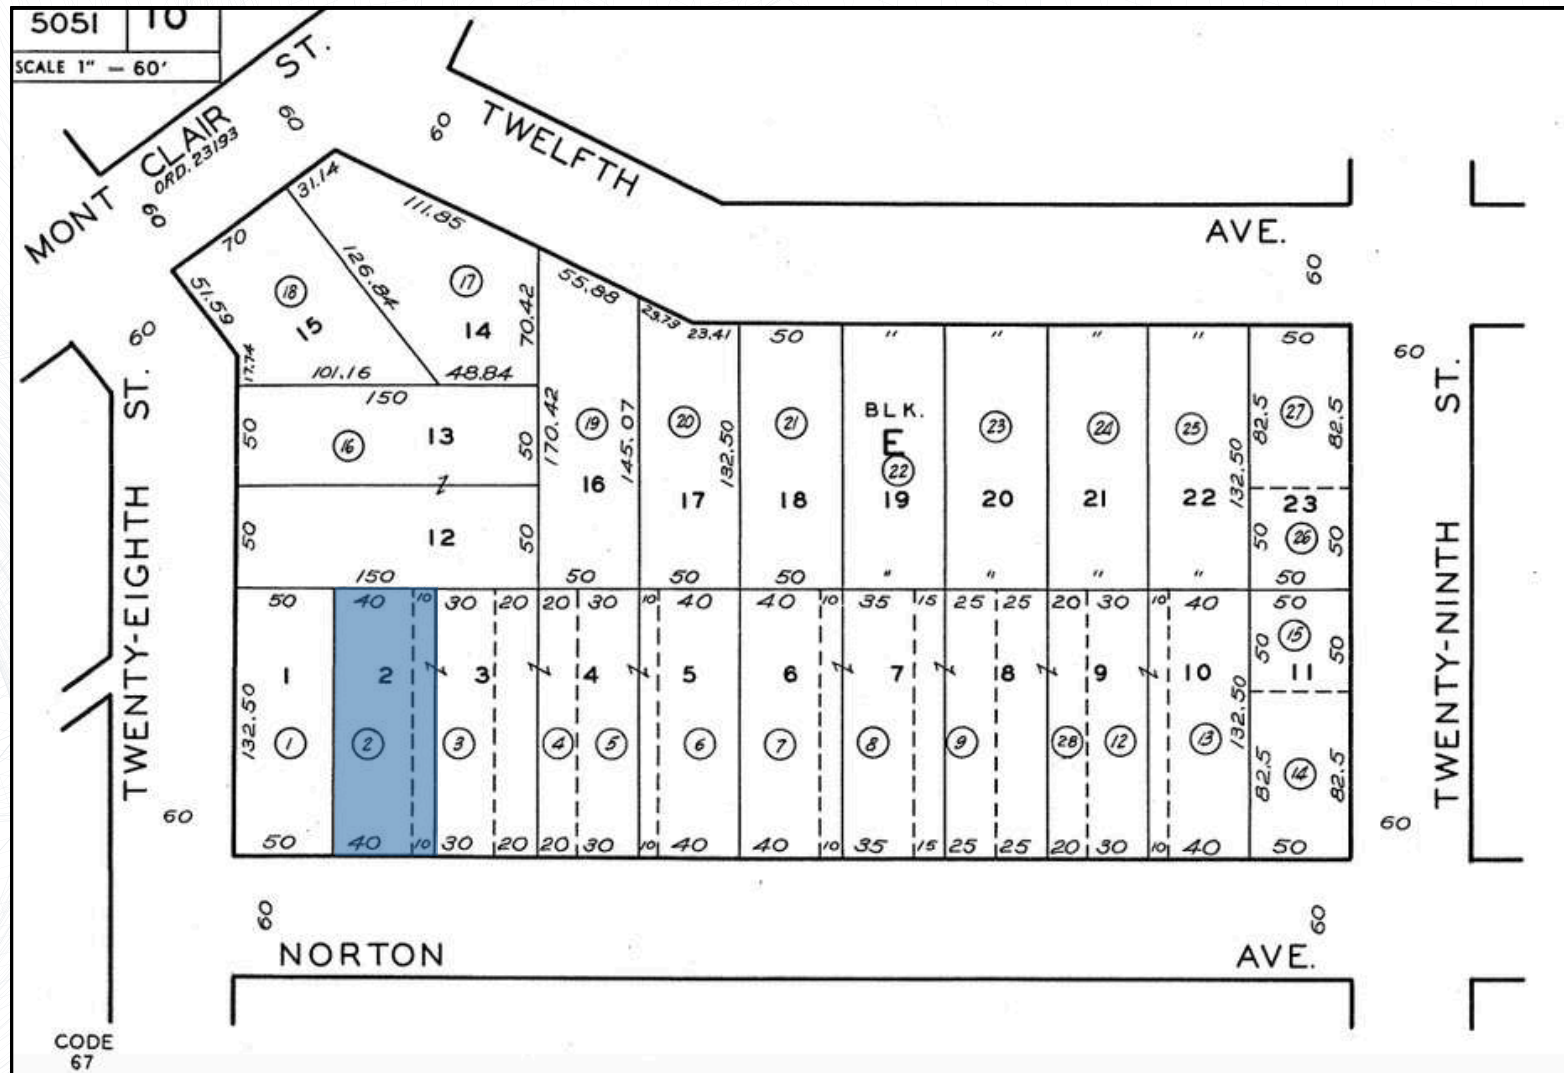 5051 10
SCALE 1" — 60'
MONT CLAIR ST.
ORD. 23193
60 60 60
TWELFTH AVE.
60
31.14
111.85
70
126.84
51.59
18
15
17
14
70.42
55.88
23.73 23.41
50 " " " " 50
17.74
101.16 48.84
60
TWENTY-EIGHTH ST.
60
TWENTY-NINTH ST.
60
150
50 16 13 50
50 12 50
150
170.42 19 16 145.07
20 17 132.50
21 18
BLK.
E
22
19
23 20
24 21
25 22 132.50
82.5 27 82.5
23
50 26 50
50 50 50 " " " " 50
50 40 10 30 20 20 30 10 40 40 10 35 15 25 25 20 30 10 40 50
50 15 50
1 2 3 4 5 6 7 8 9 10 11
132.50 132.50
1 2 3 4 5 6 7 8 9 28 12 13
82.5 14 82.5
50 40 10 30 20 20 30 10 40 40 10 35 15 25 25 20 30 10 40 50
60 60
60 60
NORTON AVE.
CODE
67